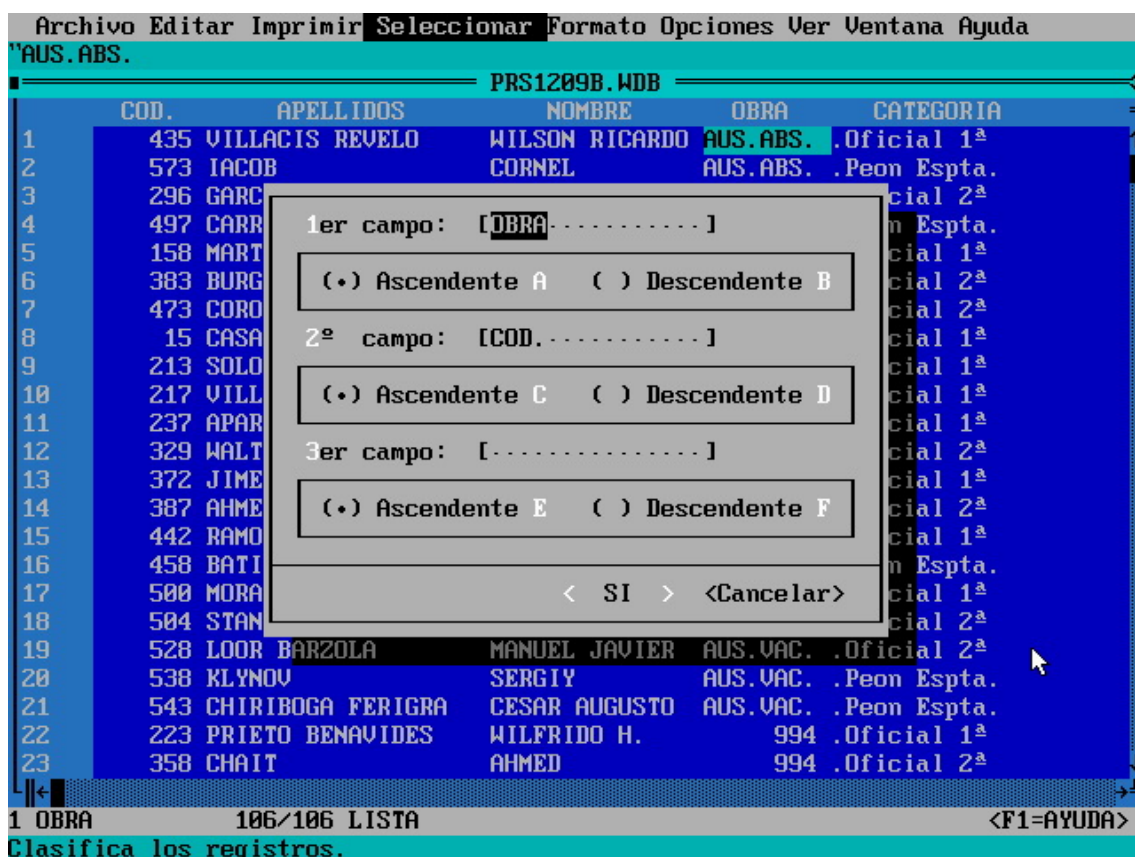 Archivo Editar Imprimir Seleccionar Formato Opciones Ver Ventana Ayuda
"AUS.ABS.
PRS1209B.WDB
COD. APELLIDOS NOMBRE OBRA CATEGORIA
1 435 VILLACIS REVELO WILSON RICARDO AUS.ABS. .Oficial 1ª
2 573 IACOB CORNEL AUS.ABS. .Peon Espta.
3 296 GARC cial 2ª
1er campo: [OBRA···········]
4 497 CARR n Espta.
5 158 MART cial 1ª
(•) Ascendente A ( ) Descendente B
6 383 BURG cial 2ª
7 473 CORO cial 2ª
8 15 CASA cial 1ª
2º campo: [COD.···········]
9 213 SOLO cial 1ª
10 217 VILL cial 1ª
(•) Ascendente C ( ) Descendente D
11 237 APAR cial 1ª
12 329 WALT cial 2ª
3er campo: [···············]
13 372 JIME cial 1ª
14 387 AHME cial 2ª
(•) Ascendente E ( ) Descendente F
15 442 RAMO cial 1ª
16 458 BATI n Espta.
17 500 MORA cial 1ª
< SI > <Cancelar>
18 504 STAN cial 2ª
19 528 LOOR BARZOLA MANUEL JAVIER AUS.VAC. .Oficial 2ª
20 538 KLYNOV SERGIY AUS.VAC. .Peon Espta.
21 543 CHIRIBOGA FERIGRA CESAR AUGUSTO AUS.VAC. .Peon Espta.
22 223 PRIETO BENAVIDES WILFRIDO H. 994 .Oficial 1ª
23 358 CHAIT AHMED 994 .Oficial 2ª
1 OBRA 106/106 LISTA <F1=AYUDA>
Clasifica los registros.